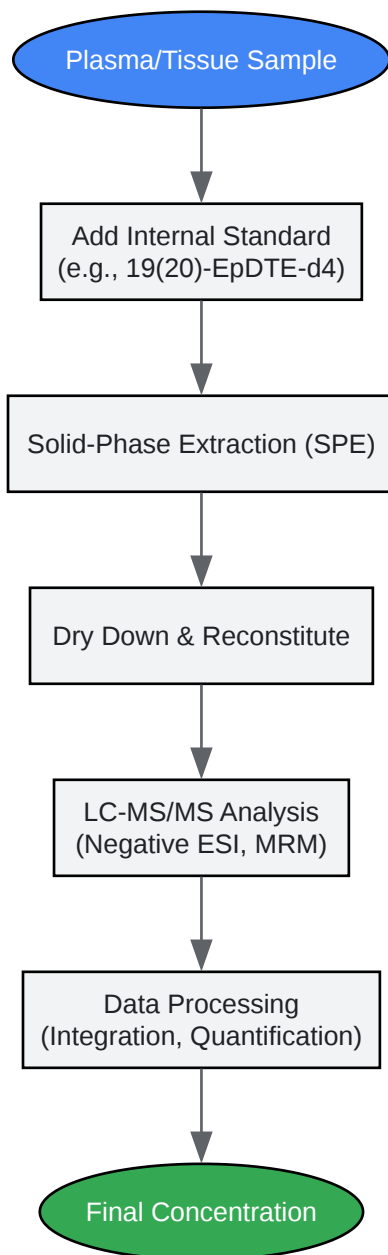 Plasma/Tissue Sample
Add Internal Standard
(e.g., 19(20)-EpDTE-d4)
Solid-Phase Extraction (SPE)
Dry Down & Reconstitute
LC-MS/MS Analysis
(Negative ESI, MRM)
Data Processing
(Integration, Quantification)
Final Concentration